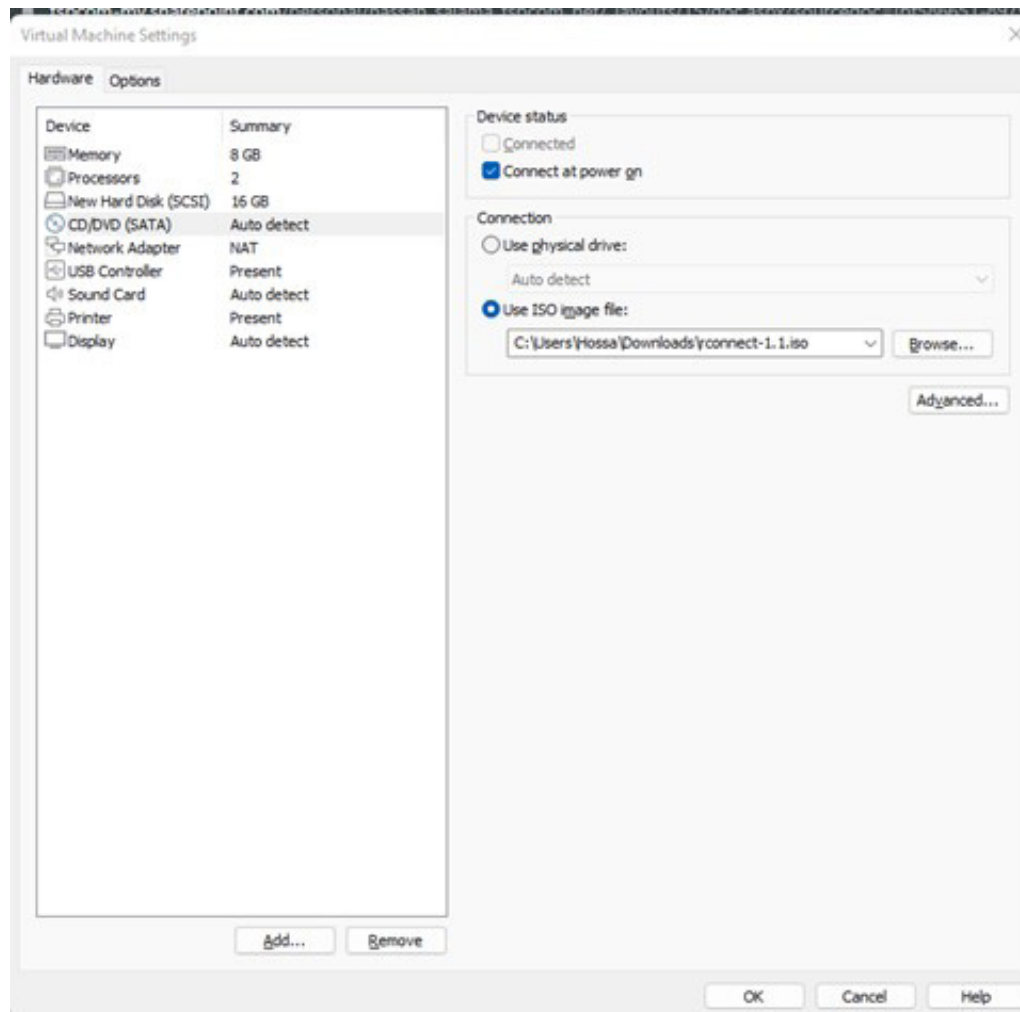 Virtual Machine Settings
Hardware Options
Device Summary
Memory 8 GB
Processors 2
New Hard Disk (SCSI) 16 GB
CD/DVD (SATA) Auto detect
Network Adapter NAT
USB Controller Present
Sound Card Auto detect
Printer Present
Display Auto detect
Add... Remove
Device status
Connected
Connect at power on
Connection
Use physical drive:
Auto detect
Use ISO image file:
C:\Users\Hossa\Downloads\rconnect-1.1.iso Browse...
Advanced...
OK Cancel Help